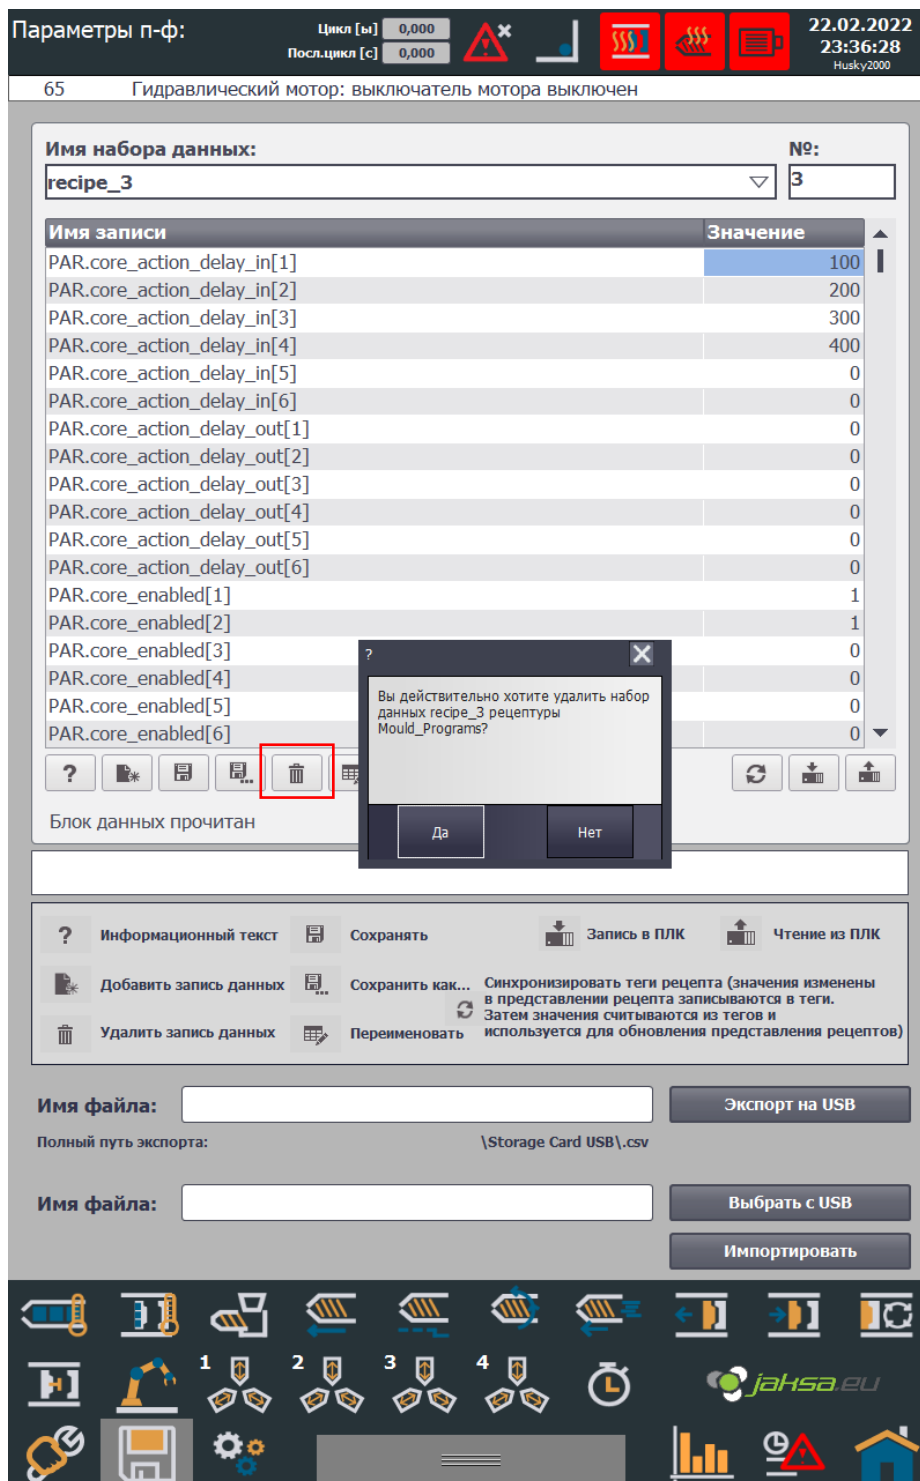 Параметры п-ф:
Цикл [ы] 0,000
Посл.цикл [с] 0,000
22.02.2022
23:36:28
Husky2000
65 Гидравлический мотор: выключатель мотора выключен
Имя набора данных: №:
recipe_3 3
Имя записи Значение
PAR.core_action_delay_in[1] 100
PAR.core_action_delay_in[2] 200
PAR.core_action_delay_in[3] 300
PAR.core_action_delay_in[4] 400
PAR.core_action_delay_in[5] 0
PAR.core_action_delay_in[6] 0
PAR.core_action_delay_out[1] 0
PAR.core_action_delay_out[2] 0
PAR.core_action_delay_out[3] 0
PAR.core_action_delay_out[4] 0
PAR.core_action_delay_out[5] 0
PAR.core_action_delay_out[6] 0
PAR.core_enabled[1] 1
PAR.core_enabled[2] 1
PAR.core_enabled[3] 0
PAR.core_enabled[4] 0
PAR.core_enabled[5] 0
PAR.core_enabled[6] 0
?
Вы действительно хотите удалить набор
данных recipe_3 рецептуры
Mould_Programs?
Да Нет
?
Блок данных прочитан
? Информационный текст
Сохранять
Запись в ПЛК
Чтение из ПЛК
Добавить запись данных
Сохранить как...
Синхронизировать теги рецепта (значения изменены
в представлении рецепта записываются в теги.
Затем значения считываются из тегов и
используется для обновления представления рецептов)
Удалить запись данных
Переименовать
Имя файла: Экспорт на USB
Полный путь экспорта: \Storage Card USB\.csv
Имя файла: Выбрать с USB
Импортировать
1 2 3 4
jaksa.eu